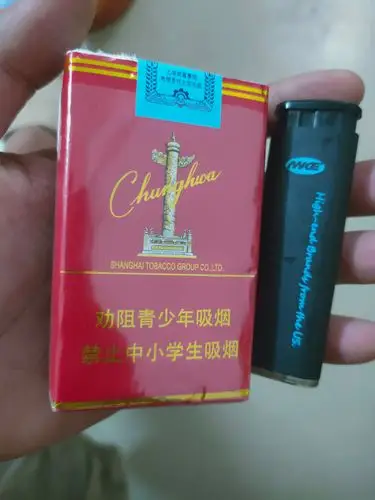 Chunghwa
SHANGHAI TOBACCO GROUP CO., LTD.
劝阻青少年吸烟
禁止中小学生吸烟
High-end Brands from the US